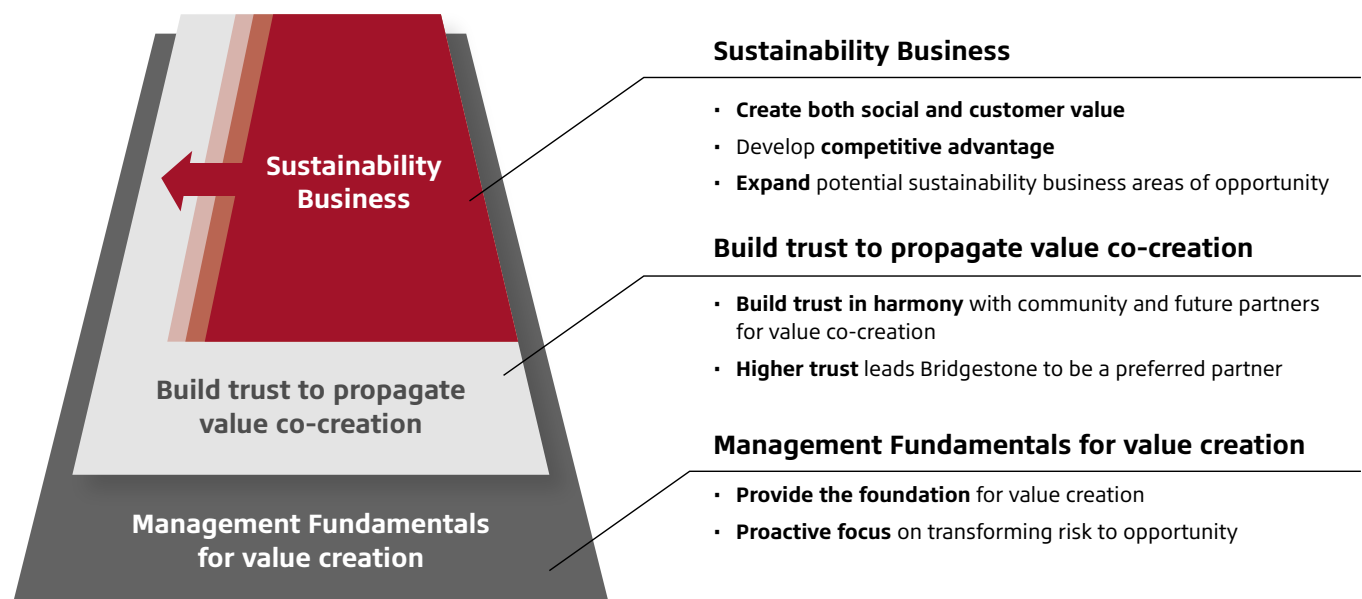 Sustainability
Business
Build trust to propagate
value co-creation
Management Fundamentals
for value creation
Sustainability Business
· Create both social and customer value
· Develop competitive advantage
· Expand potential sustainability business areas of opportunity
Build trust to propagate value co-creation
· Build trust in harmony with community and future partners
for value co-creation
· Higher trust leads Bridgestone to be a preferred partner
Management Fundamentals for value creation
· Provide the foundation for value creation
· Proactive focus on transforming risk to opportunity